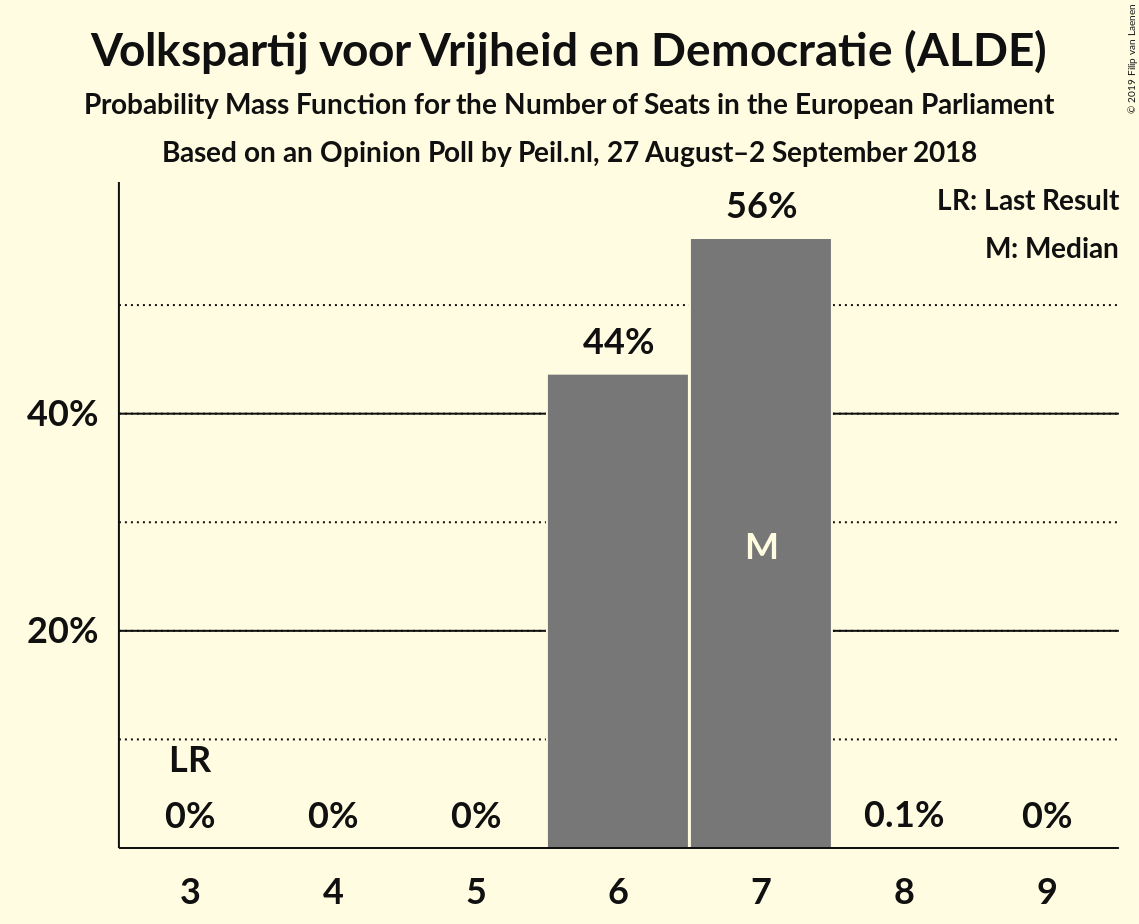 Volkspartij voor Vrijheid en Democratie (ALDE)
Probability Mass Function for the Number of Seats in the European Parliament
Based on an Opinion Poll by Peil.nl, 27 August–2 September 2018
© 2019 Filip van Laenen
LR: Last Result
M: Median
56%
44%
40%
M
20%
LR
0%
0%
0%
0.1%
0%
3
4
5
6
7
8
9